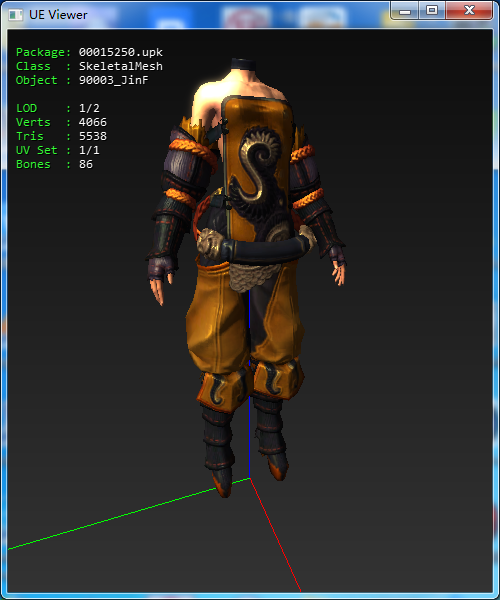 UE Viewer
Package: 00015250.upk
Class  : SkeletalMesh
Object : 90003_JinF
LOD    : 1/2
Verts  : 4066
Tris   : 5538
UV Set : 1/1
Bones  : 86